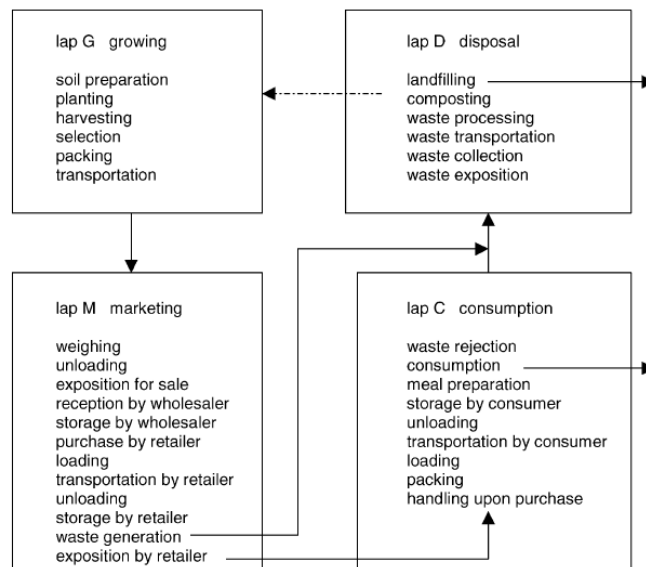 lap G growing
soil preparation
planting
harvesting
selection
packing
transportation
lap D disposal
landfilling
composting
waste processing
waste transportation
waste collection
waste exposition
lap M marketing
weighing
unloading
exposition for sale
reception by wholesaler
storage by wholesaler
purchase by retailer
loading
transportation by retailer
unloading
storage by retailer
waste generation
exposition by retailer
lap C consumption
waste rejection
consumption
meal preparation
storage by consumer
unloading
transportation by consumer
loading
packing
handling upon purchase